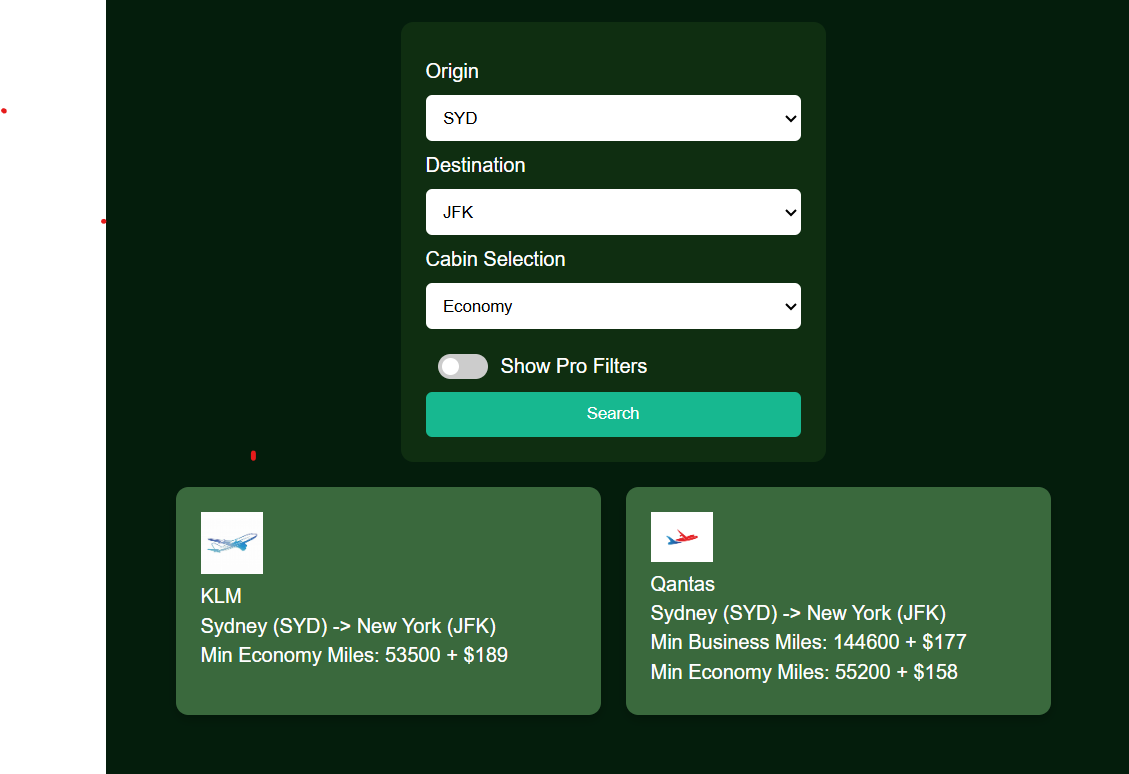 Origin
SYD
Destination
JFK
Cabin Selection
Economy
Show Pro Filters
Search
KLM
Sydney (SYD) -> New York (JFK)
Min Economy Miles: 53500 + $189
Qantas
Sydney (SYD) -> New York (JFK)
Min Business Miles: 144600 + $177
Min Economy Miles: 55200 + $158